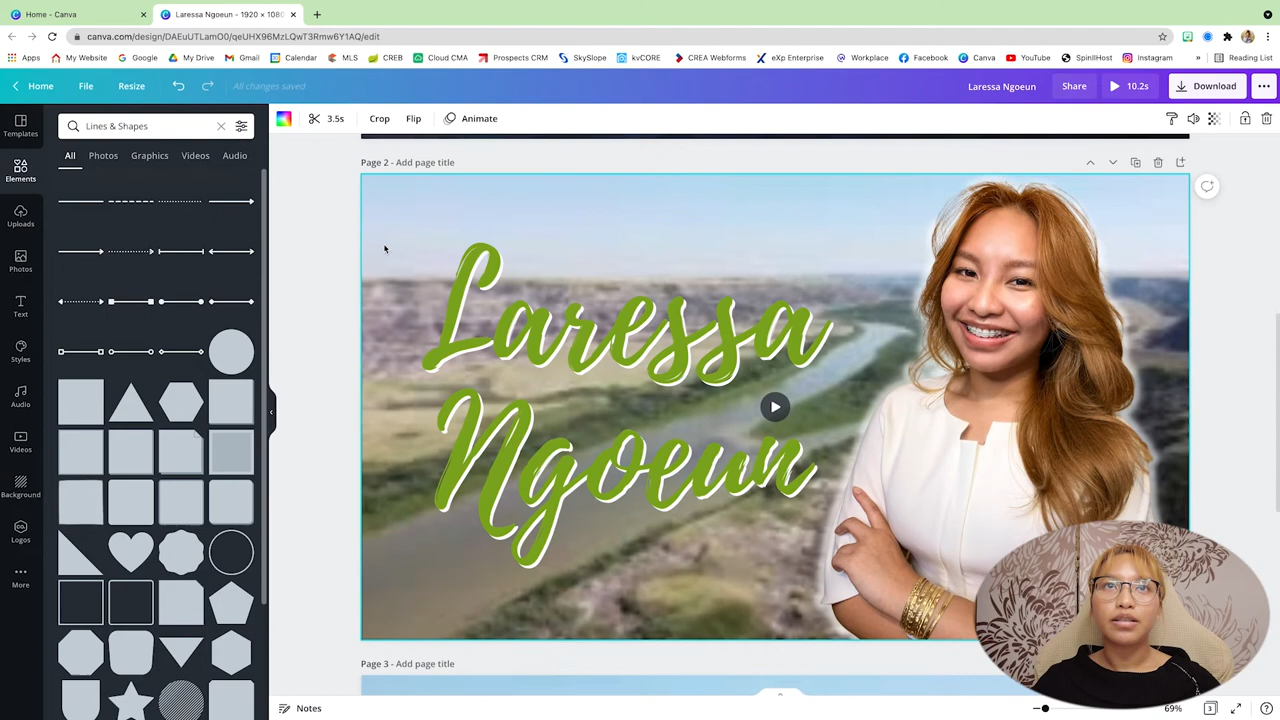 Home - Canva
Laressa Ngoeun - 1920 × 1080
canva.com/design/DAEuUTLamO0/qeUHX96MzLQwT3Rmw6Y1AQ/edit
Apps
My Website
Google
My Drive
Gmail
Calendar
MLS
CREB
Cloud CMA
Prospects CRM
SkySlope
kvCORE
CREA Webforms
eXp Enterprise
Workplace
Facebook
Canva
YouTube
SpinIIHost
Instagram
»
Reading List
Home
File
Resize
All changes saved
Laressa Ngoeun
Share
10.2s
Download
Templates
Elements
Uploads
Photos
Text
Styles
Audio
Videos
Background
Logos
More
Lines & Shapes
All
Photos
Graphics
Videos
Audio
3.5s
Crop
Flip
Animate
Page 2 - Add page title
Laressa
Ngoeun
Page 3 - Add page title
Notes
69%
3